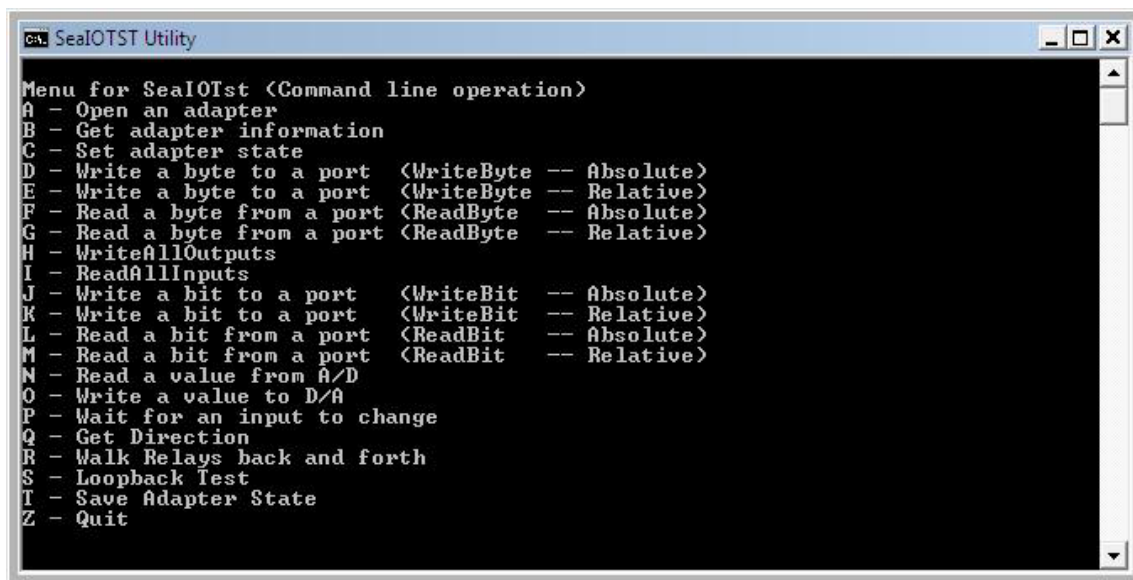 SeaIOTST Utility
Menu for SeaIOTst (Command line operation)
A - Open an adapter
B - Get adapter information
C - Set adapter state
D - Write a byte to a port  (WriteByte -- Absolute)
E - Write a byte to a port  (WriteByte -- Relative)
F - Read a byte from a port (ReadByte  -- Absolute)
G - Read a byte from a port (ReadByte  -- Relative)
H - WriteAllOutputs
I - ReadAllInputs
J - Write a bit to a port   (WriteBit  -- Absolute)
K - Write a bit to a port   (WriteBit  -- Relative)
L - Read a bit from a port  (ReadBit   -- Absolute)
M - Read a bit from a port  (ReadBit   -- Relative)
N - Read a value from A/D
O - Write a value to D/A
P - Wait for an input to change
Q - Get Direction
R - Walk Relays back and forth
S - Loopback Test
T - Save Adapter State
Z - Quit